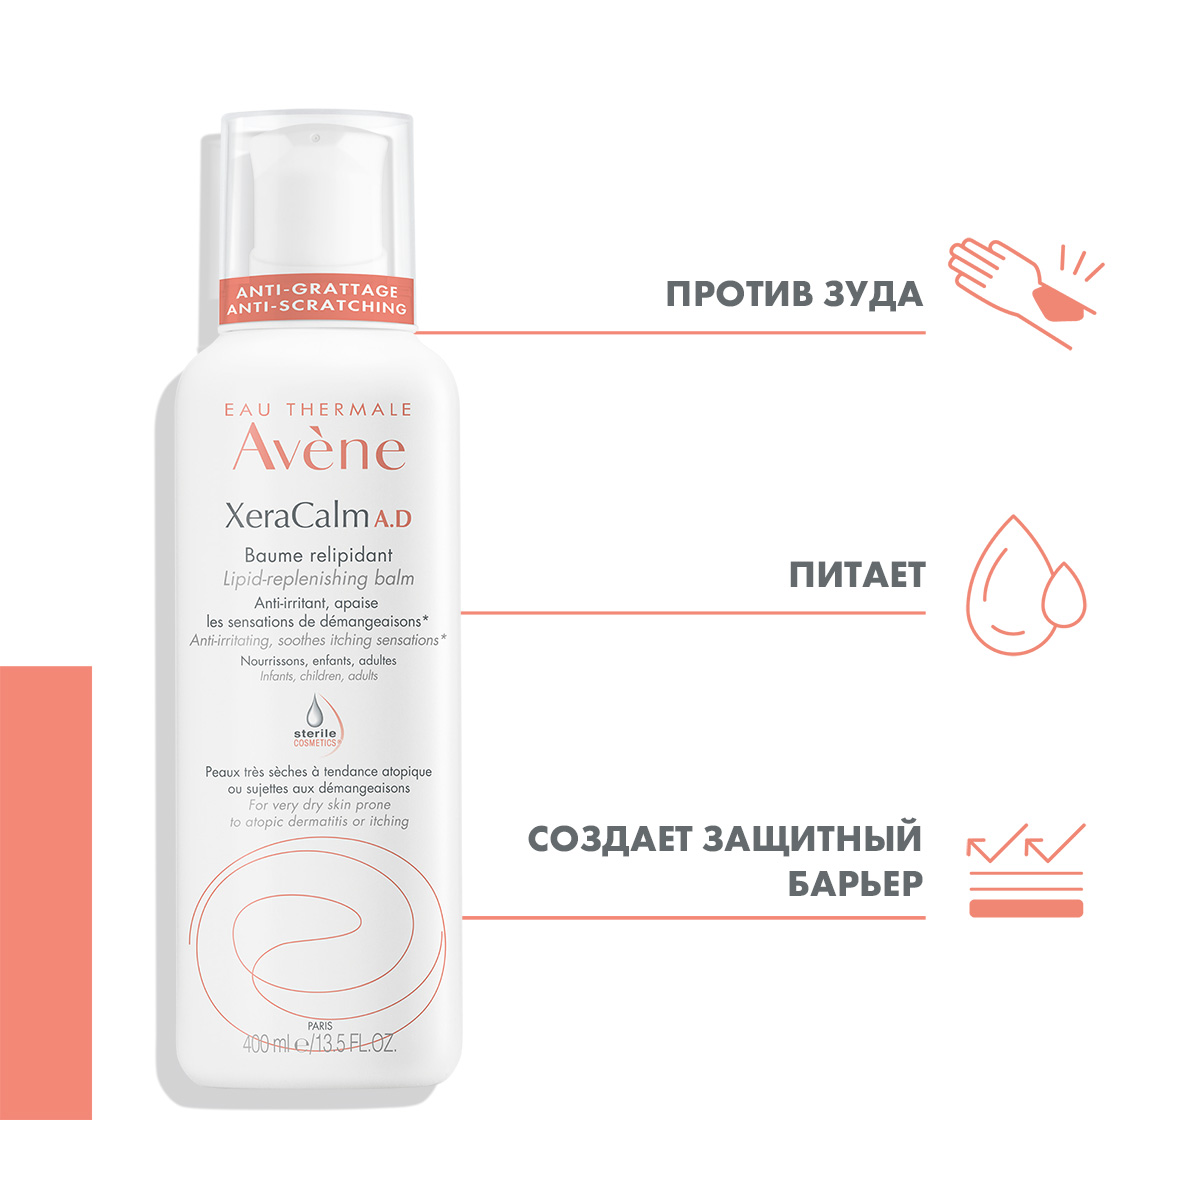 ANTI-GRATTAGE
ANTI-SCRATCHING
EAU THERMALE
Avène
XeraCalm A.D
Baume relipidant
Lipid-replenishing balm
Anti-irritant, apaise
les sensations de démangeaisons*
Anti-irritating, soothes itching sensations*
Nourrissons, enfants, adultes
Infants, children, adults
sterile
COSMETICS®
Peaux très sèches à tendance atopique
ou sujettes aux démangeaisons
For very dry skin prone
to atopic dermatitis or itching
PARIS
400 ml ℮/13.5 FL.OZ.
ПРОТИВ ЗУДА
ПИТАЕТ
СОЗДАЕТ ЗАЩИТНЫЙ
БАРЬЕР